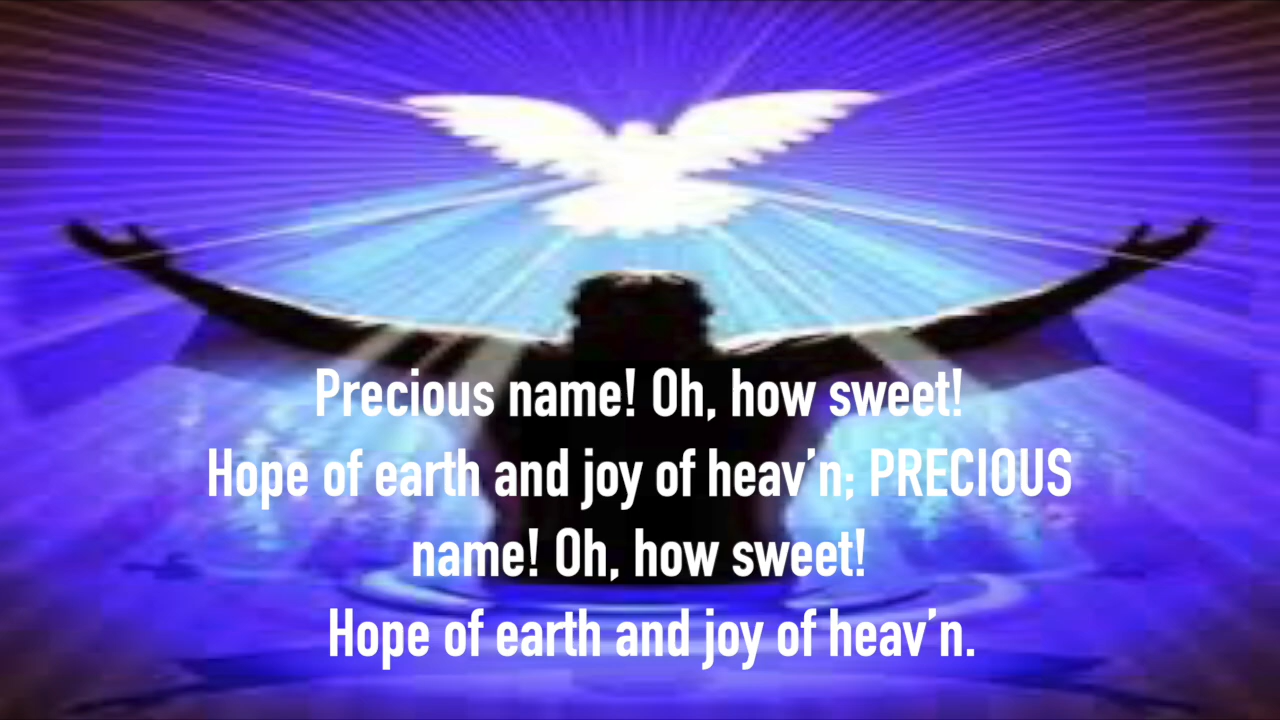 Precious name! Oh, how sweet!
Hope of earth and joy of heav’n; PRECIOUS
name! Oh, how sweet!
Hope of earth and joy of heav’n.